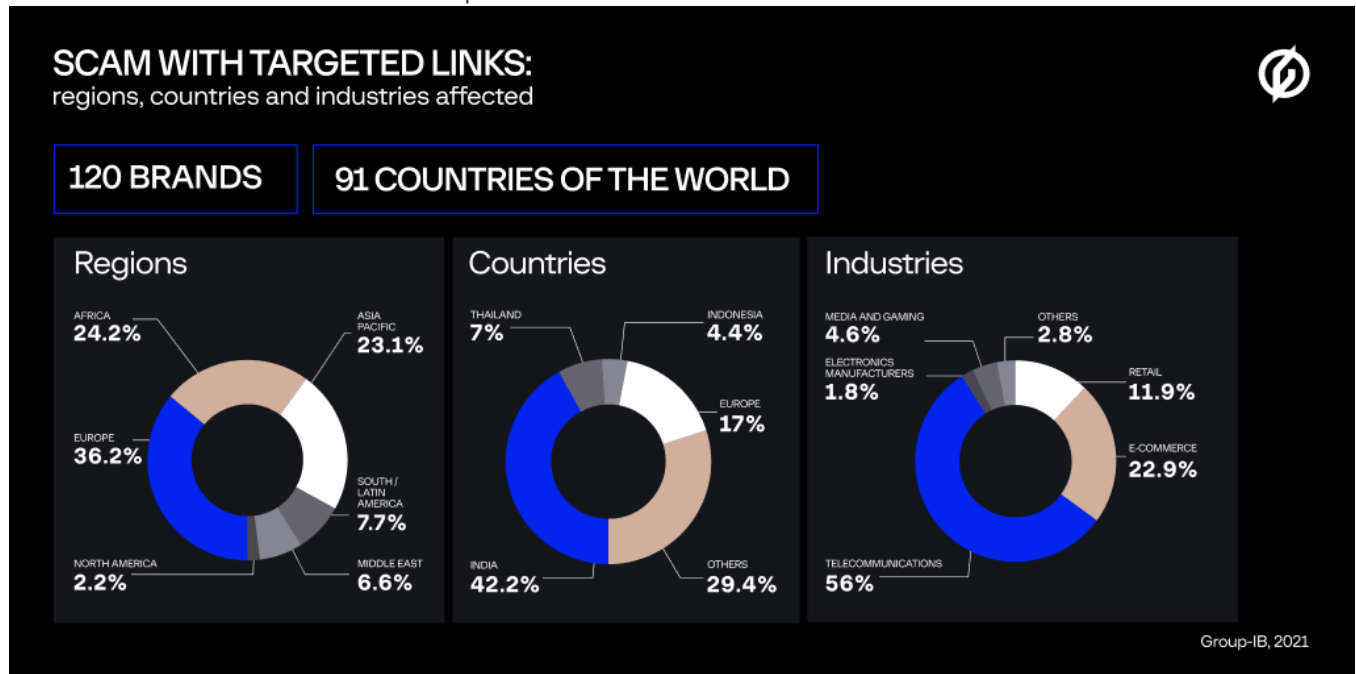 SCAM WITH TARGETED LINKS:
regions, countries and industries affected
120 BRANDS
91 COUNTRIES OF THE WORLD
Regions
AFRICA
24.2%
ASIA
PACIFIC
23.1%
EUROPE
36.2%
SOUTH /
LATIN
AMERICA
7.7%
NORTH AMERICA
2.2%
MIDDLE EAST
6.6%
Countries
THAILAND
7%
INDONESIA
4.4%
EUROPE
17%
INDIA
42.2%
OTHERS
29.4%
Industries
MEDIA AND GAMING
4.6%
OTHERS
2.8%
ELECTRONICS
MANUFACTURERS
1.8%
RETAIL
11.9%
E-COMMERCE
22.9%
TELECOMMUNICATIONS
56%
Group-IB, 2021